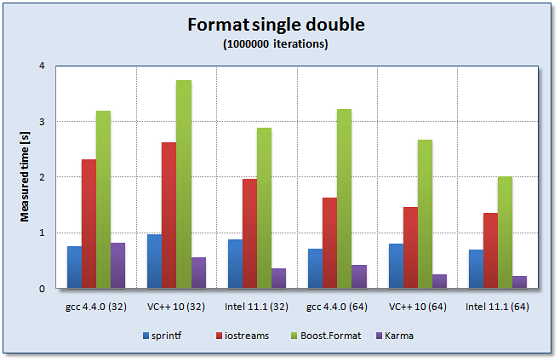 Format single double
(1000000 iterations)
Measured time [s]
4
3
2
1
0
gcc 4.4.0 (32) VC++ 10 (32) Intel 11.1 (32) gcc 4.4.0 (64) VC++ 10 (64) Intel 11.1 (64)
sprintf iostreams Boost.Format Karma